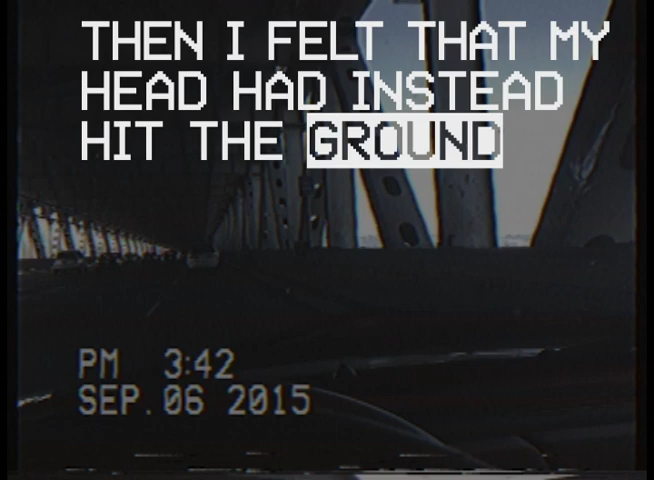 THEN I FELT THAT MY
HEAD HAD INSTEAD
HIT THE GROUND
PM 3:42
SEP. 06 2015